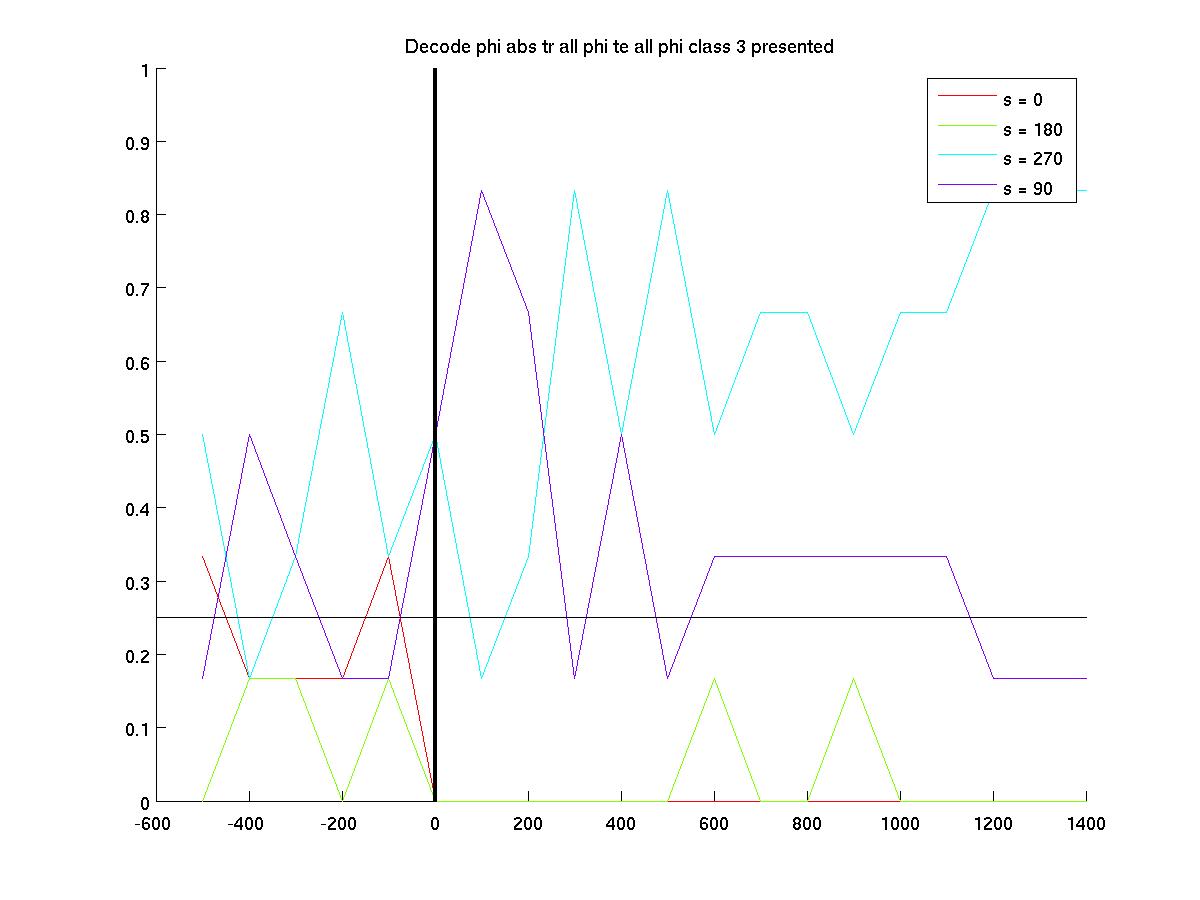 Decode phi abs tr all phi te all phi class 3 presented
1
s = 0
s = 180
s = 270
s = 90
0.9
0.8
0.7
0.6
0.5
0.4
0.3
0.2
0.1
0
-600 -400 -200 0 200 400 600 800 1000 1200 1400